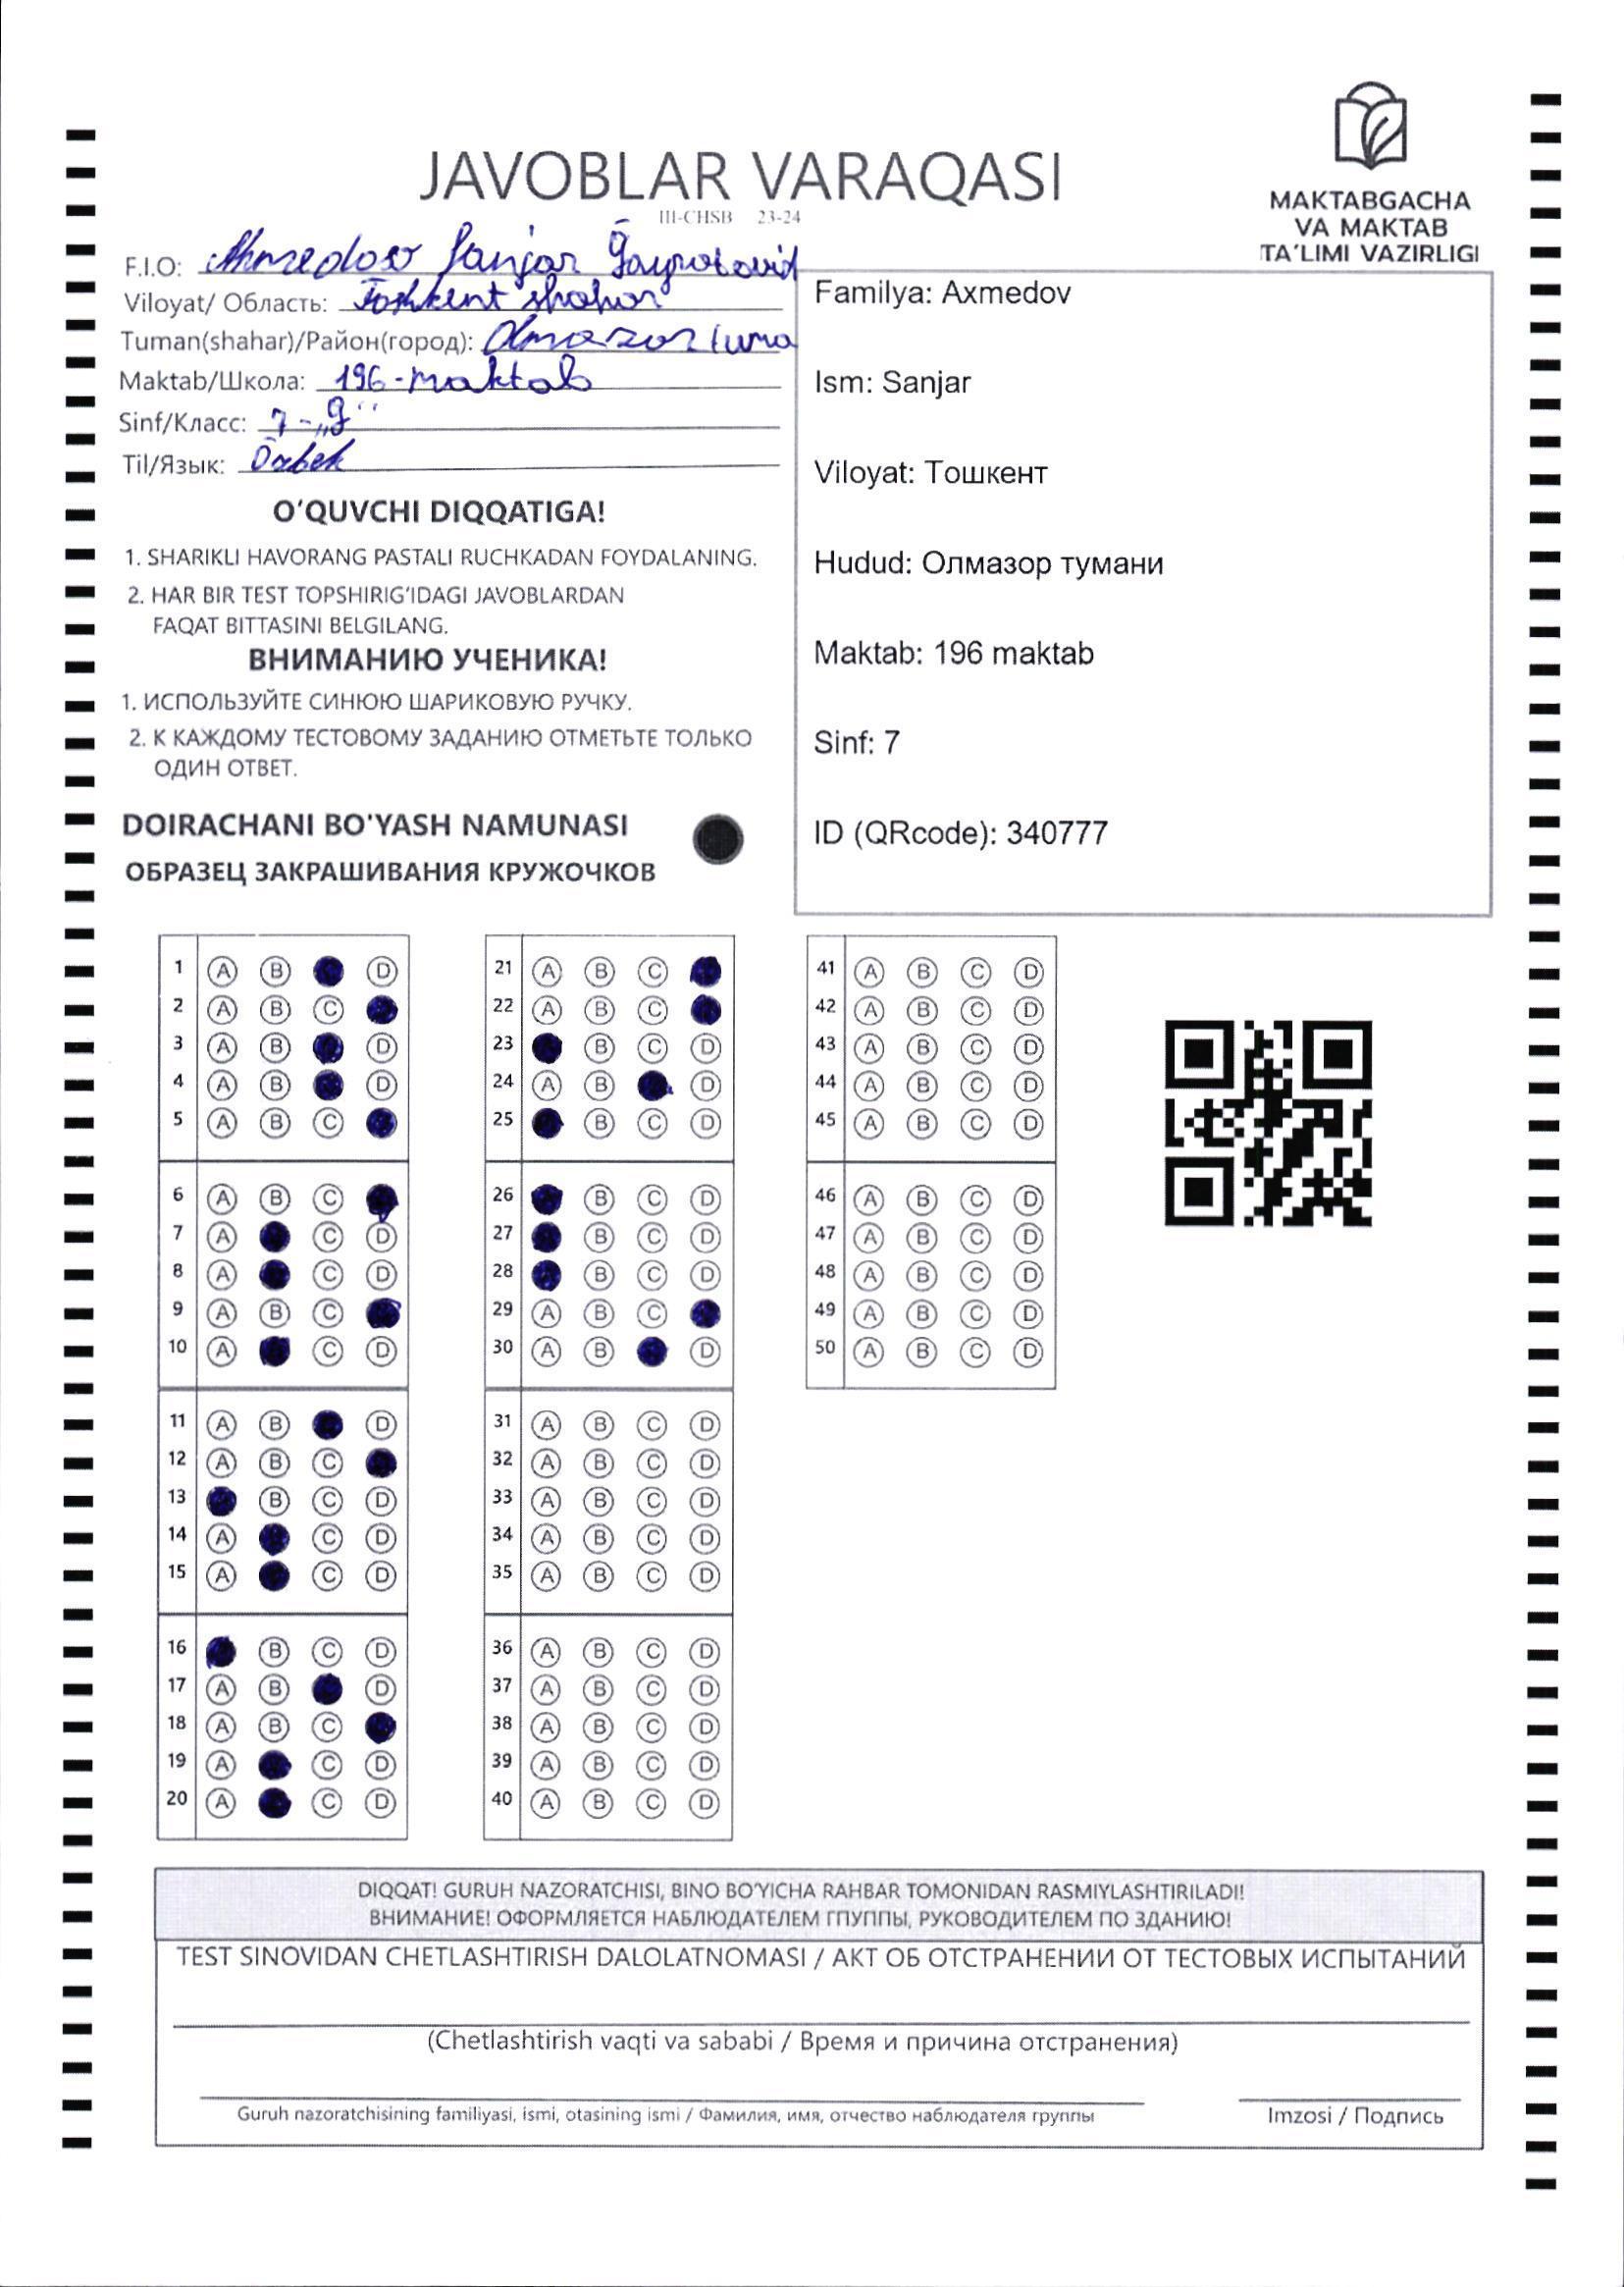 MAKTABGACHA
VA MAKTAB
TA'LIMI VAZIRLIGI
JAVOBLAR VARAQASI
III-CHSB 23-24
F.I.O: Ahmedov Sanjar Ğayratovich
Viloyat/ Область: Toshkent shahar
Tuman(shahar)/Район(город): Olmazor tuma
Maktab/Школа: 196-maktab
Sinf/Класс: 7-„g“
Til/Язык: Õzbek
O'QUVCHI DIQQATIGA!
1. SHARIKLI HAVORANG PASTALI RUCHKADAN FOYDALANING.
2. HAR BIR TEST TOPSHIRIG'IDAGI JAVOBLARDAN
FAQAT BITTASINI BELGILANG.
ВНИМАНИЮ УЧЕНИКА!
1. ИСПОЛЬЗУЙТЕ СИНЮЮ ШАРИКОВУЮ РУЧКУ.
2. К КАЖДОМУ ТЕСТОВОМУ ЗАДАНИЮ ОТМЕТЬТЕ ТОЛЬКО
ОДИН ОТВЕТ.
DOIRACHANI BO'YASH NAMUNASI
ОБРАЗЕЦ ЗАКРАШИВАНИЯ КРУЖОЧКОВ
Familya: Axmedov
Ism: Sanjar
Viloyat: Тошкент
Hudud: Олмазор тумани
Maktab: 196 maktab
Sinf: 7
ID (QRcode): 340777
1 A B D
2 A B C
3 A B D
4 A B D
5 A B C
6 A B C
7 A C D
8 A C D
9 A B C
10 A C D
11 A B D
12 A B C
13 B C D
14 A C D
15 A C D
16 B C D
17 A B D
18 A B C
19 A C D
20 A C D
21 A B C
22 A B C
23 B C D
24 A B D
25 B C D
26 B C D
27 B C D
28 B C D
29 A B C
30 A B D
31 A B C D
32 A B C D
33 A B C D
34 A B C D
35 A B C D
36 A B C D
37 A B C D
38 A B C D
39 A B C D
40 A B C D
41 A B C D
42 A B C D
43 A B C D
44 A B C D
45 A B C D
46 A B C D
47 A B C D
48 A B C D
49 A B C D
50 A B C D
DIQQAT! GURUH NAZORATCHISI, BINO BO'YICHA RAHBAR TOMONIDAN RASMIYLASHTIRILADI!
ВНИМАНИЕ! ОФОРМЛЯЕТСЯ НАБЛЮДАТЕЛЕМ ГПУППЫ, РУКОВОДИТЕЛЕМ ПО ЗДАНИЮ!
TEST SINOVIDAN CHETLASHTIRISH DALOLATNOMASI / АКТ ОБ ОТСТРАНЕНИИ ОТ ТЕСТОВЫХ ИСПЫТАНИЙ
(Chetlashtirish vaqti va sababi / Время и причина отстранения)
Guruh nazoratchisining familiyasi, ismi, otasining ismi / Фамилия, имя, отчество наблюдателя группы
Imzosi / Подпись